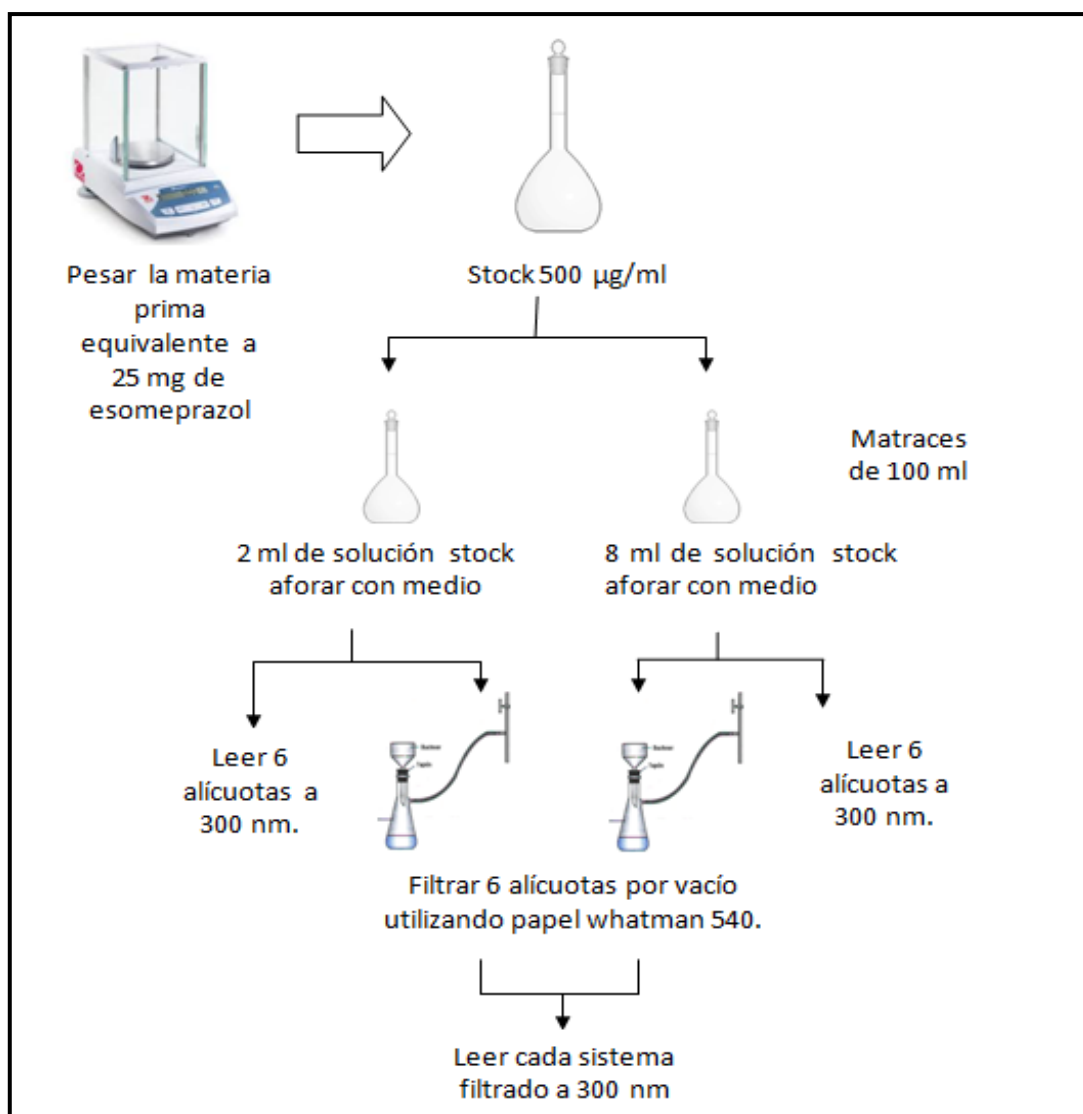 Pesar la materia
prima
equivalente a
25 mg de
esomeprazol
Stock 500 µg/ml
Matraces
de 100 ml
2 ml de solución stock
aforar con medio
8 ml de solución stock
aforar con medio
Leer 6
alícuotas a
300 nm.
Leer 6
alícuotas a
300 nm.
Filtrar 6 alícuotas por vacío
utilizando papel whatman 540.
Leer cada sistema
filtrado a 300 nm